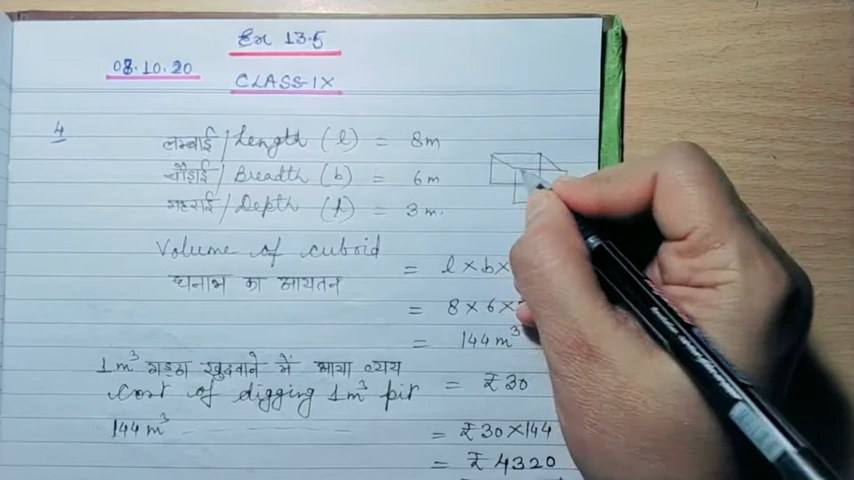 Ex 13.5
08.10.20
CLASS-IX
4
लम्बाई / Length (l) = 8m
चौड़ाई / Breadth (b) = 6m
गहराई / Depth (h) = 3m.
Volume of cuboid
घनाभ का आयतन = l × b ×
= 8 × 6 ×
= 144 m³
1m³ गड्ढा खुदवाने में आया व्यय
Cost of digging 1m³ pit = ₹ 30
144 m³ = ₹ 30 × 144
= ₹ 4320